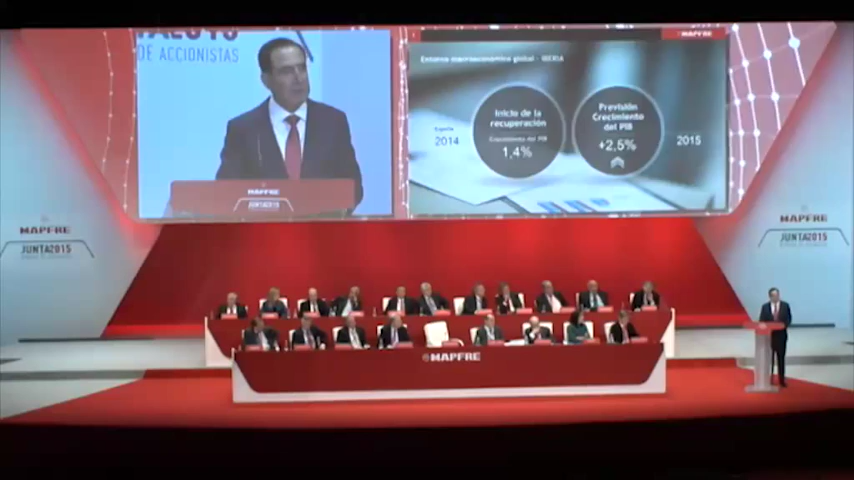 JUNTA2015
DE ACCIONISTAS
MAPFRE
JUNTA2015
MAPFRE
Entorno macroeconómico global - IBERIA
España
2014
Inicio de la
recuperación
Crecimiento del PIB
1,4%
Previsión
Crecimiento
del PIB
+2,5%
2015
MAPFRE
JUNTA2015
MAPFRE
JUNTA2015
MAPFRE